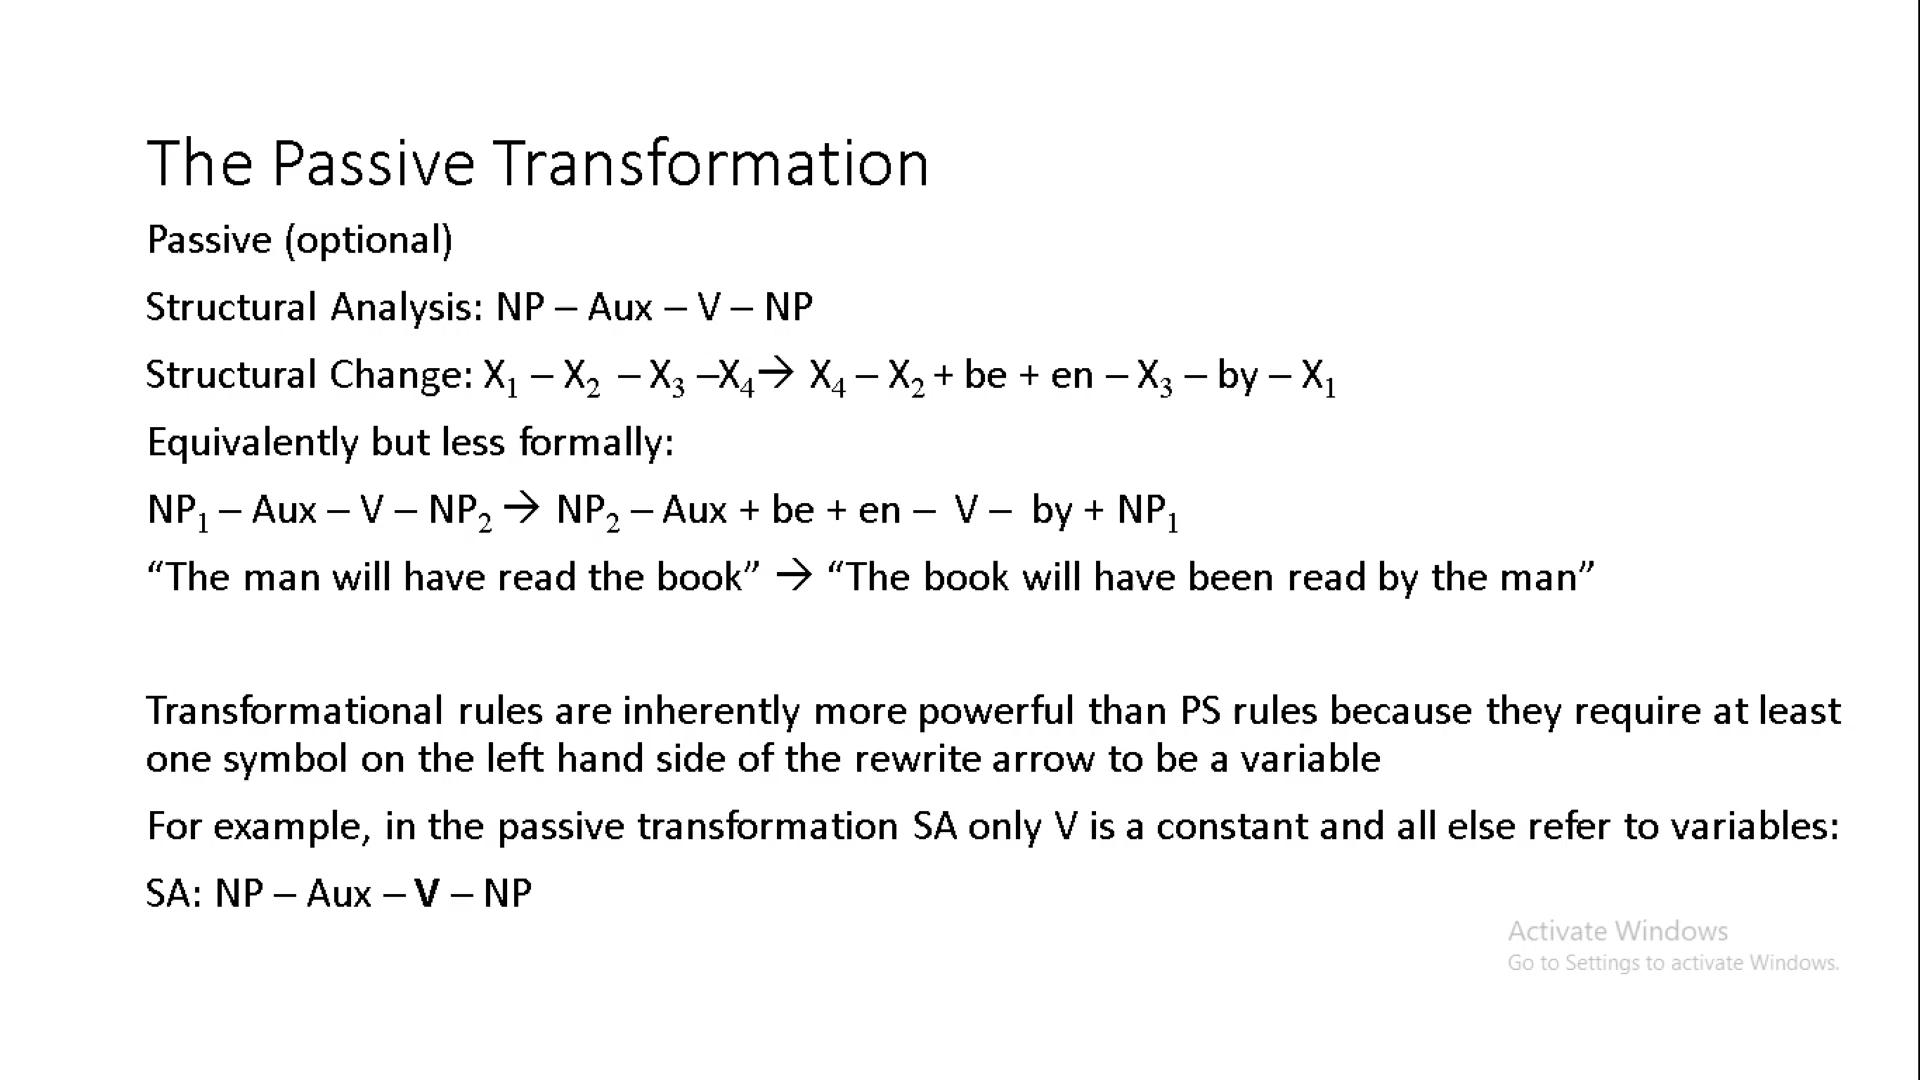 The Passive Transformation
Passive (optional)
Structural Analysis: NP – Aux – V – NP
Structural Change: X₁ – X₂ – X₃ –X₄→ X₄ – X₂ + be + en – X₃ – by – X₁
Equivalently but less formally:
NP₁ – Aux – V – NP₂ → NP₂ – Aux + be + en – V – by + NP₁
“The man will have read the book” → “The book will have been read by the man”
Transformational rules are inherently more powerful than PS rules because they require at least
one symbol on the left hand side of the rewrite arrow to be a variable
For example, in the passive transformation SA only V is a constant and all else refer to variables:
SA: NP – Aux – V – NP
Activate Windows
Go to Settings to activate Windows.